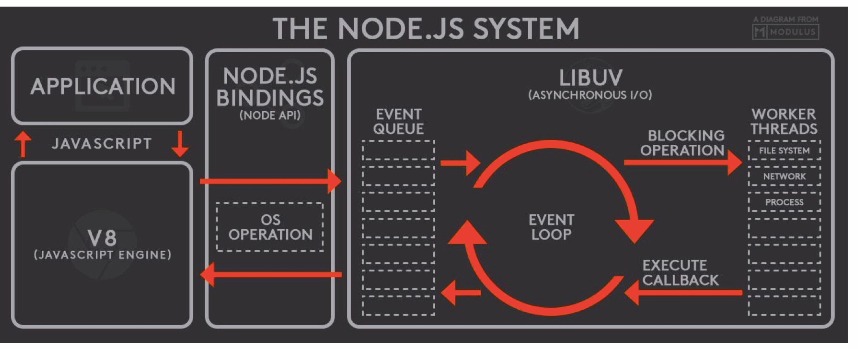 THE NODE.JS SYSTEM
A DIAGRAM FROM
MODULUS
APPLICATION
JAVASCRIPT
V8
(JAVASCRIPT ENGINE)
NODE.JS
BINDINGS
(NODE API)
OS
OPERATION
LIBUV
(ASYNCHRONOUS I/O)
EVENT
QUEUE
EVENT
LOOP
BLOCKING
OPERATION
EXECUTE
CALLBACK
WORKER
THREADS
FILE SYSTEM
NETWORK
PROCESS